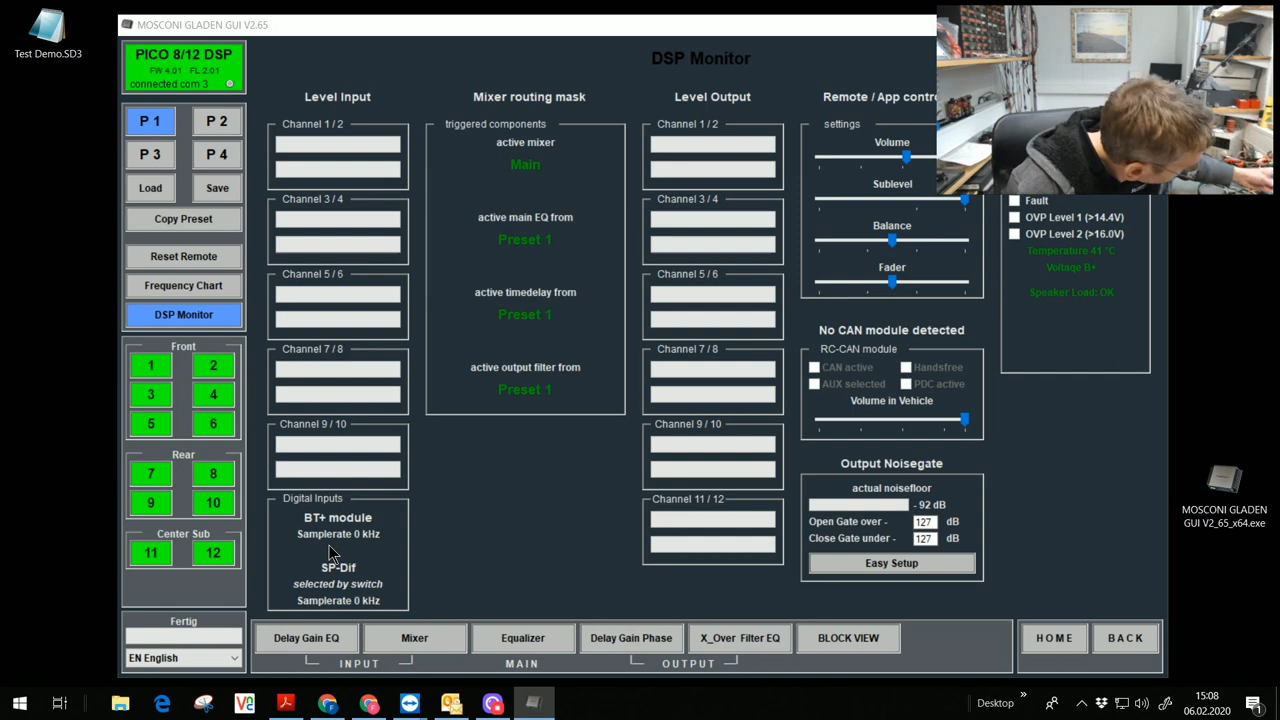 Test Demo.SD3
MOSCONI GLADEN GUI V2.65
PICO 8/12 DSP
FW 4.01 FL 2.01
connected com 3
P 1
P 2
P 3
P 4
Load
Save
Copy Preset
Reset Remote
Frequency Chart
DSP Monitor
Front
1
2
3
4
5
6
Rear
7
8
9
10
Center Sub
11
12
Fertig
EN English
DSP Monitor
Level Input
Channel 1 / 2
Channel 3 / 4
Channel 5 / 6
Channel 7 / 8
Channel 9 / 10
Digital Inputs
BT+ module
Samplerate 0 kHz
SP-Dif
selected by switch
Samplerate 0 kHz
Mixer routing mask
triggered components
active mixer
Main
active main EQ from
Preset 1
active timedelay from
Preset 1
active output filter from
Preset 1
Level Output
Channel 1 / 2
Channel 3 / 4
Channel 5 / 6
Channel 7 / 8
Channel 9 / 10
Channel 11 / 12
Remote / App contro
settings
Volume
Sublevel
Balance
Fader
No CAN module detected
RC-CAN module
CAN active
Handsfree
AUX selected
PDC active
Volume in Vehicle
Output Noisegate
actual noisefloor
- 92 dB
Open Gate over - 127 dB
Close Gate under - 127 dB
Easy Setup
Fault
OVP Level 1 (>14.4V)
OVP Level 2 (>16.0V)
Temperature 41 °C
Voltage B+
Speaker Load: OK
Delay Gain EQ
Mixer
Equalizer
Delay Gain Phase
X_Over Filter EQ
BLOCK VIEW
INPUT
MAIN
OUTPUT
H O M E
B A C K
MOSCONI GLADEN
GUI V2_65_x64.exe
Desktop
15:08
06.02.2020
1